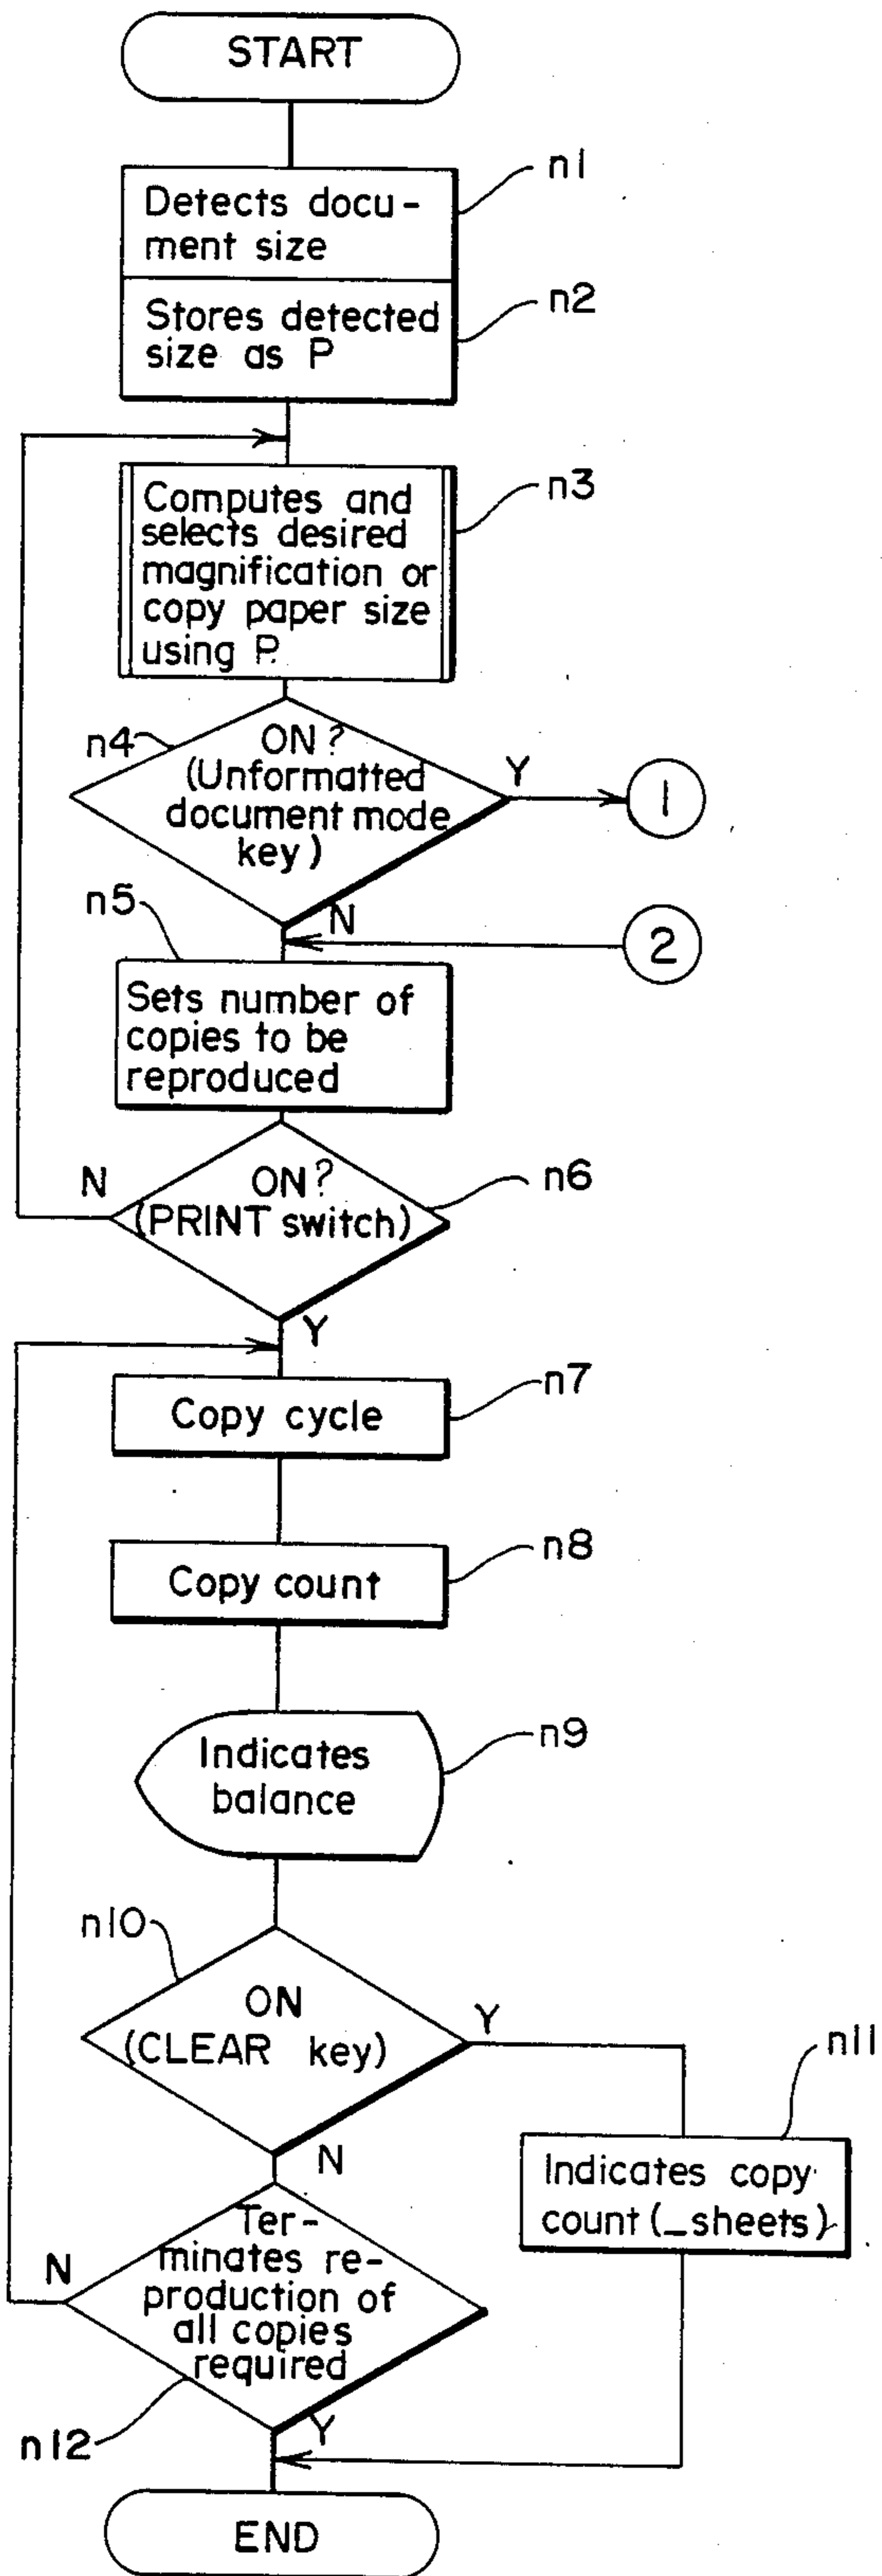 START
n1
Detects docu-
ment size
n2
Stores detected
size as P
n3
Computes and
selects desired
magnification or
copy paper size
using P.
n4
ON?
(Unformatted
document mode
key)
Y
1
N
2
n5
Sets number of
copies to be
reproduced
N
ON?
(PRINT switch)
n6
Y
n7
Copy cycle
n8
Copy count
n9
Indicates
balance
n10
ON
(CLEAR key)
Y
n11
N
Indicates copy
count (_sheets)
Ter-
minates re-
production of
all copies
required
N
n12
Y
END